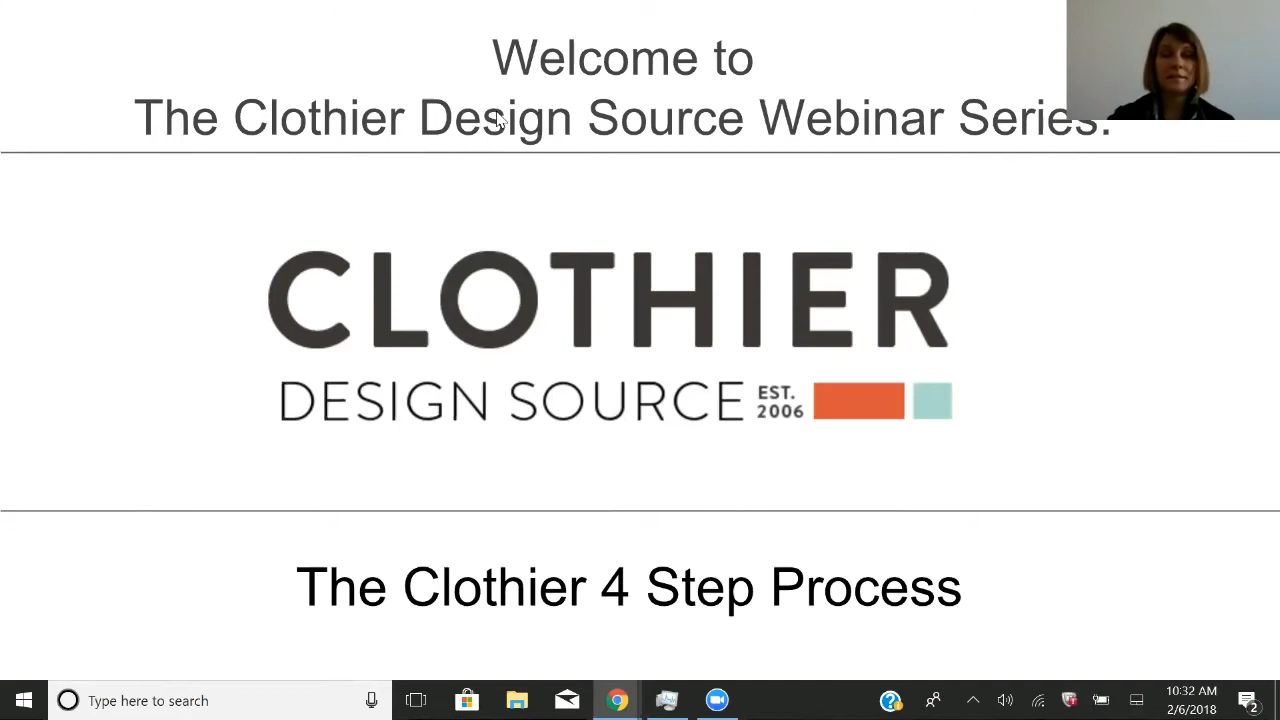 Welcome to
The Clothier Design Source Webinar Series.
CLOTHIER
DESIGN SOURCE EST. 2006
The Clothier 4 Step Process
Type here to search
10:32 AM
2/6/2018
2